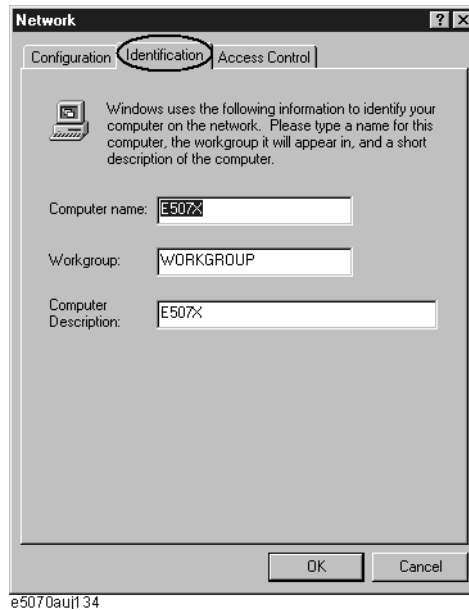 Network
Configuration Identification Access Control
Windows uses the following information to identify your
computer on the network. Please type a name for this
computer, the workgroup it will appear in, and a short
description of the computer.
Computer name: E507X
Workgroup: WORKGROUP
Computer
Description: E507X
OK Cancel
e5070auj134